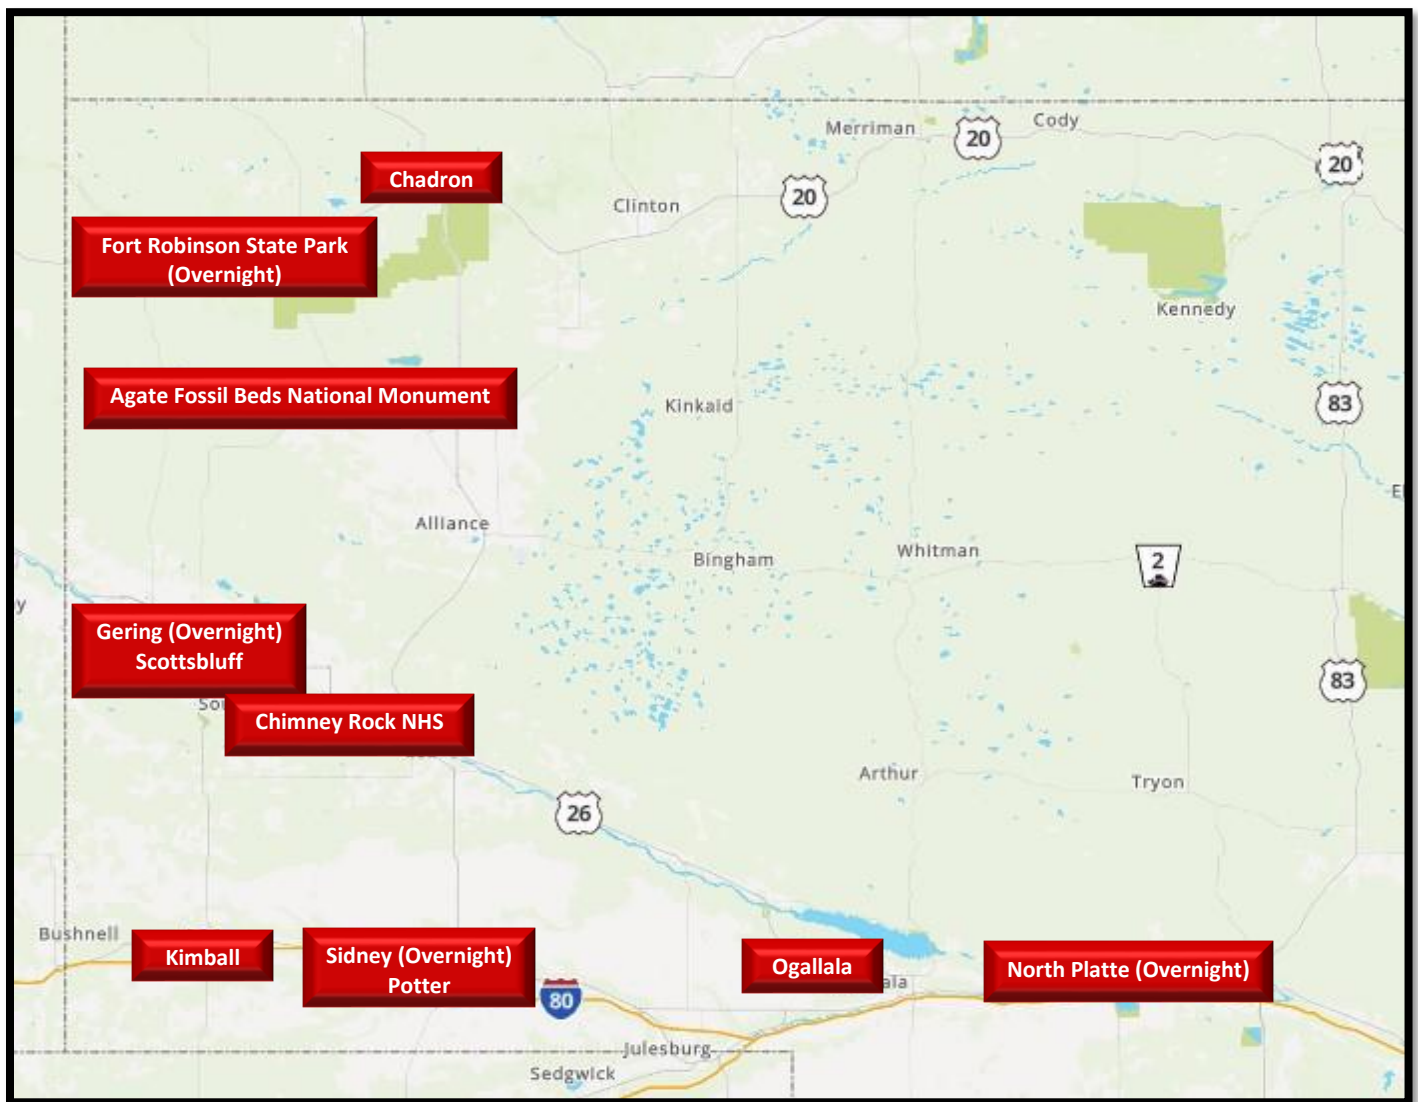 Merriman
20
Cody
20
Chadron
20
Clinton
Fort Robinson State Park
(Overnight)
Kennedy
Agate Fossil Beds National Monument
Kinkaid
83
Alliance
Bingham
Whitman
2
Gering (Overnight)
Scottsbluff
83
Chimney Rock NHS
Arthur
Tryon
26
Bushnell
Kimball
Sidney (Overnight)
Potter
Ogallala
North Platte (Overnight)
80
Julesburg
Sedgwick